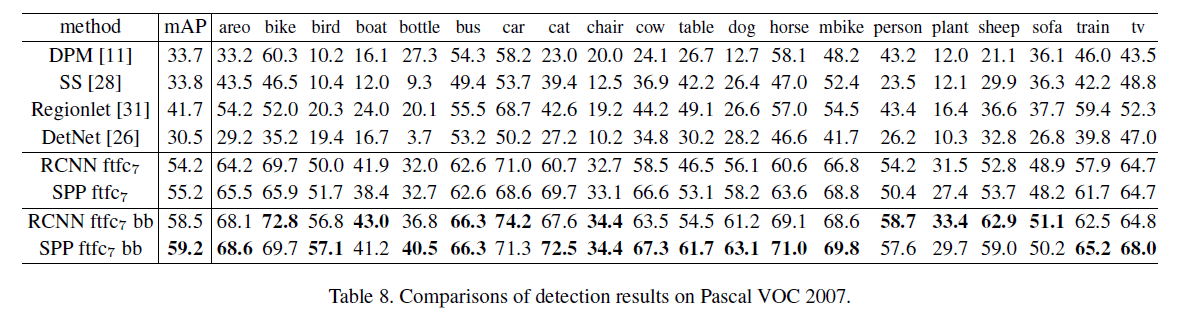 method mAP areo bike bird boat bottle bus car cat chair cow table dog horse mbike person plant sheep sofa train tv
DPM [11] 33.7 33.2 60.3 10.2 16.1 27.3 54.3 58.2 23.0 20.0 24.1 26.7 12.7 58.1 48.2 43.2 12.0 21.1 36.1 46.0 43.5
SS [28] 33.8 43.5 46.5 10.4 12.0 9.3 49.4 53.7 39.4 12.5 36.9 42.2 26.4 47.0 52.4 23.5 12.1 29.9 36.3 42.2 48.8
Regionlet [31] 41.7 54.2 52.0 20.3 24.0 20.1 55.5 68.7 42.6 19.2 44.2 49.1 26.6 57.0 54.5 43.4 16.4 36.6 37.7 59.4 52.3
DetNet [26] 30.5 29.2 35.2 19.4 16.7 3.7 53.2 50.2 27.2 10.2 34.8 30.2 28.2 46.6 41.7 26.2 10.3 32.8 26.8 39.8 47.0
RCNN ftfc₇ 54.2 64.2 69.7 50.0 41.9 32.0 62.6 71.0 60.7 32.7 58.5 46.5 56.1 60.6 66.8 54.2 31.5 52.8 48.9 57.9 64.7
SPP ftfc₇ 55.2 65.5 65.9 51.7 38.4 32.7 62.6 68.6 69.7 33.1 66.6 53.1 58.2 63.6 68.8 50.4 27.4 53.7 48.2 61.7 64.7
RCNN ftfc₇ bb 58.5 68.1 72.8 56.8 43.0 36.8 66.3 74.2 67.6 34.4 63.5 54.5 61.2 69.1 68.6 58.7 33.4 62.9 51.1 62.5 64.8
SPP ftfc₇ bb 59.2 68.6 69.7 57.1 41.2 40.5 66.3 71.3 72.5 34.4 67.3 61.7 63.1 71.0 69.8 57.6 29.7 59.0 50.2 65.2 68.0
Table 8. Comparisons of detection results on Pascal VOC 2007.